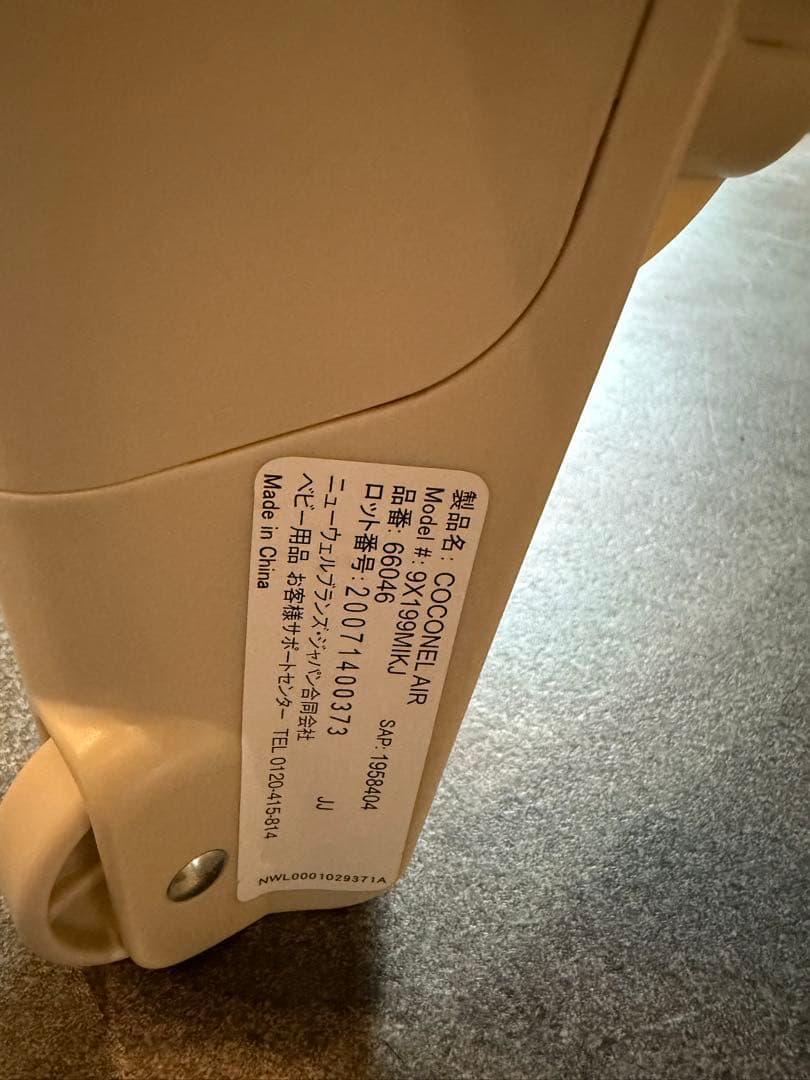 製品名: COCONEL AIR
Model #: 9X199MIKJ
品番: 66046 SAP: 1958404
ロット番号: 20071400373
ニューウェルブランズ・ジャパン合同会社 JJ
ベビー用品 お客様サポートセンター TEL 0120-415-814
Made in China
NWL0001029371A